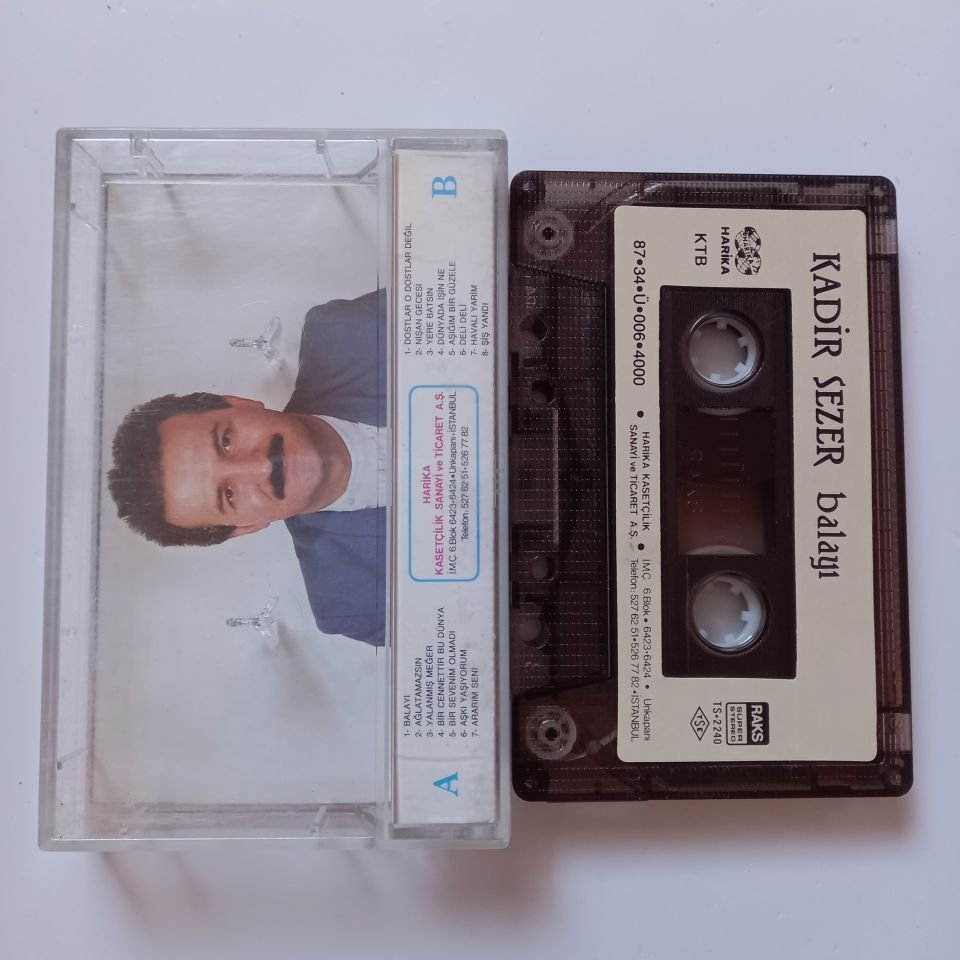 A
1- BALAYI
2- AĞLATAMAZSIN
3- YALANMIŞ MEĞER
4- BİR CENNETTİR BU DÜNYA
5- BİR SEVENİM OLMADI
6- AŞKI YAŞIYORUM
7- ARARIM SENİ
HARİKA
KASETÇİLİK SANAYİ ve TİCARET A.Ş.
İ.M.Ç. 6.Blok 6423•6424•Unkapanı•İSTANBUL
Telefon: 527 62 51•526 77 82
B
1- DOSTLAR O DOSTLAR DEĞİL
2- NİŞAN GECESİ
3- YERE BATSIN
4- DÜNYADA İŞİN NE
5- AŞIĞIM BİR GÜZELE
6- DELİ DELİ
7- HAVALI YARİM
8- ŞİŞ YANDI
KADİR SEZER balayı
HARİKA
HARİKA
KTB
RAKS
SÜPER
STEREO
TS•2240
TSE
87•34•Ü•006•4000 • HARİKA KASETÇİLİK • İ.M.Ç. 6.Blok• 6423•6424 • Unkapanı
SANAYİ ve TİCARET A.Ş. Telefon: 527 62 51•526 77 82•İSTANBUL